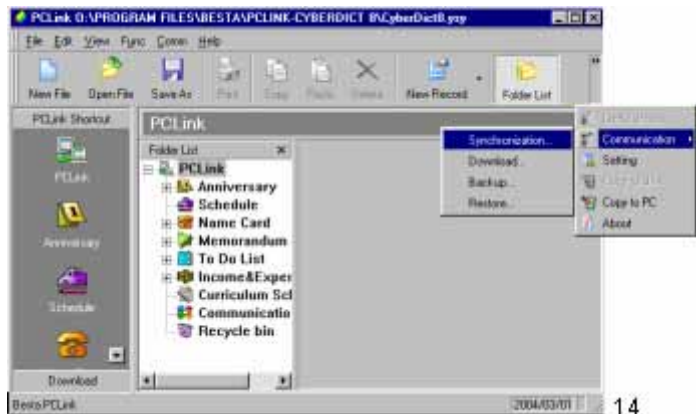 PCLink O:\PROGRAM FILES\BESTA\PCLINK-CYBERDICT 8\CyberDict8.ysy
File Edit View Func Comm Help
New File Open File Save As Print Copy Paste Delete New Record Folder List
PCLink Shortcut
PCLink
Anniversary
Schedule
Download
PCLink
Folder List
PCLink
Anniversary
Schedule
Name Card
Memorandum
To Do List
Income&Exper
Curriculum Scl
Communicatio
Recycle bin
Synchronization...
Download...
Backup...
Restore...
Communication
Setting
Copy to PC
About
Besta PCLink
2004/03/01
14